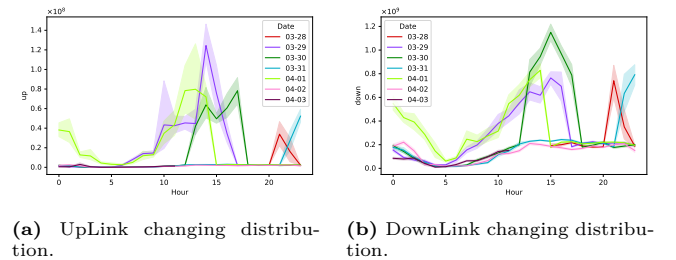 ×10⁸
1.4
1.2
1.0
0.8
0.6
0.4
0.2
0.0
up
0 5 10 15 20
Hour
Date
03-28
03-29
03-30
03-31
04-01
04-02
04-03
×10⁹
1.2
1.0
0.8
0.6
0.4
0.2
0.0
down
0 5 10 15 20
Hour
Date
03-28
03-29
03-30
03-31
04-01
04-02
04-03
(a) UpLink changing distribu-
tion.
(b) DownLink changing distribu-
tion.